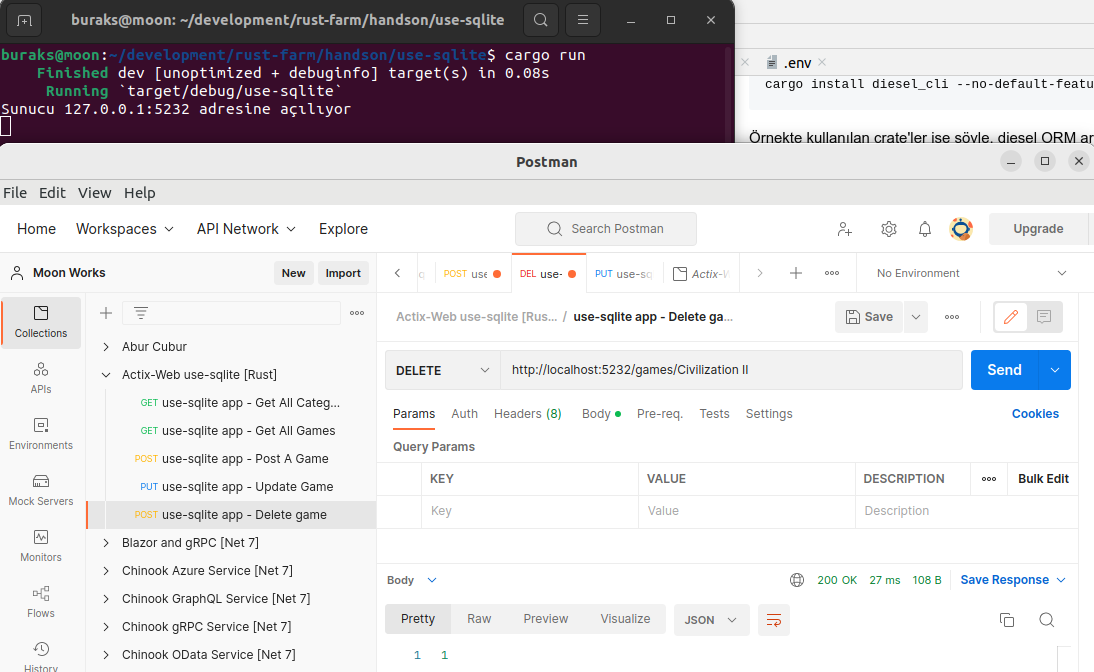 buraks@moon: ~/development/rust-farm/handson/use-sqlite
buraks@moon:~/development/rust-farm/handson/use-sqlite$ cargo run
Finished dev [unoptimized + debuginfo] target(s) in 0.08s
Running `target/debug/use-sqlite`
Sunucu 127.0.0.1:5232 adresine açılıyor
.env
cargo install diesel_cli --no-default-featu
Örnekte kullanılan crate'ler ise şöyle. diesel ORM ar
Postman
File Edit View Help
Home Workspaces API Network Explore
Search Postman
Upgrade
Moon Works
New Import
POST use
DEL use-
PUT use-sq
Actix-W
No Environment
Collections
APIs
Environments
Mock Servers
Monitors
Flows
History
Abur Cubur
Actix-Web use-sqlite [Rust]
GET use-sqlite app - Get All Categ...
GET use-sqlite app - Get All Games
POST use-sqlite app - Post A Game
PUT use-sqlite app - Update Game
POST use-sqlite app - Delete game
Blazor and gRPC [Net 7]
Chinook Azure Service [Net 7]
Chinook GraphQL Service [Net 7]
Chinook gRPC Service [Net 7]
Chinook OData Service [Net 7]
Actix-Web use-sqlite [Rus... / use-sqlite app - Delete ga...
Save
DELETE
http://localhost:5232/games/Civilization II
Send
Params Auth Headers (8) Body Pre-req. Tests Settings
Cookies
Query Params
KEY VALUE DESCRIPTION Bulk Edit
Key Value Description
Body
200 OK 27 ms 108 B Save Response
Pretty Raw Preview Visualize JSON
1 1